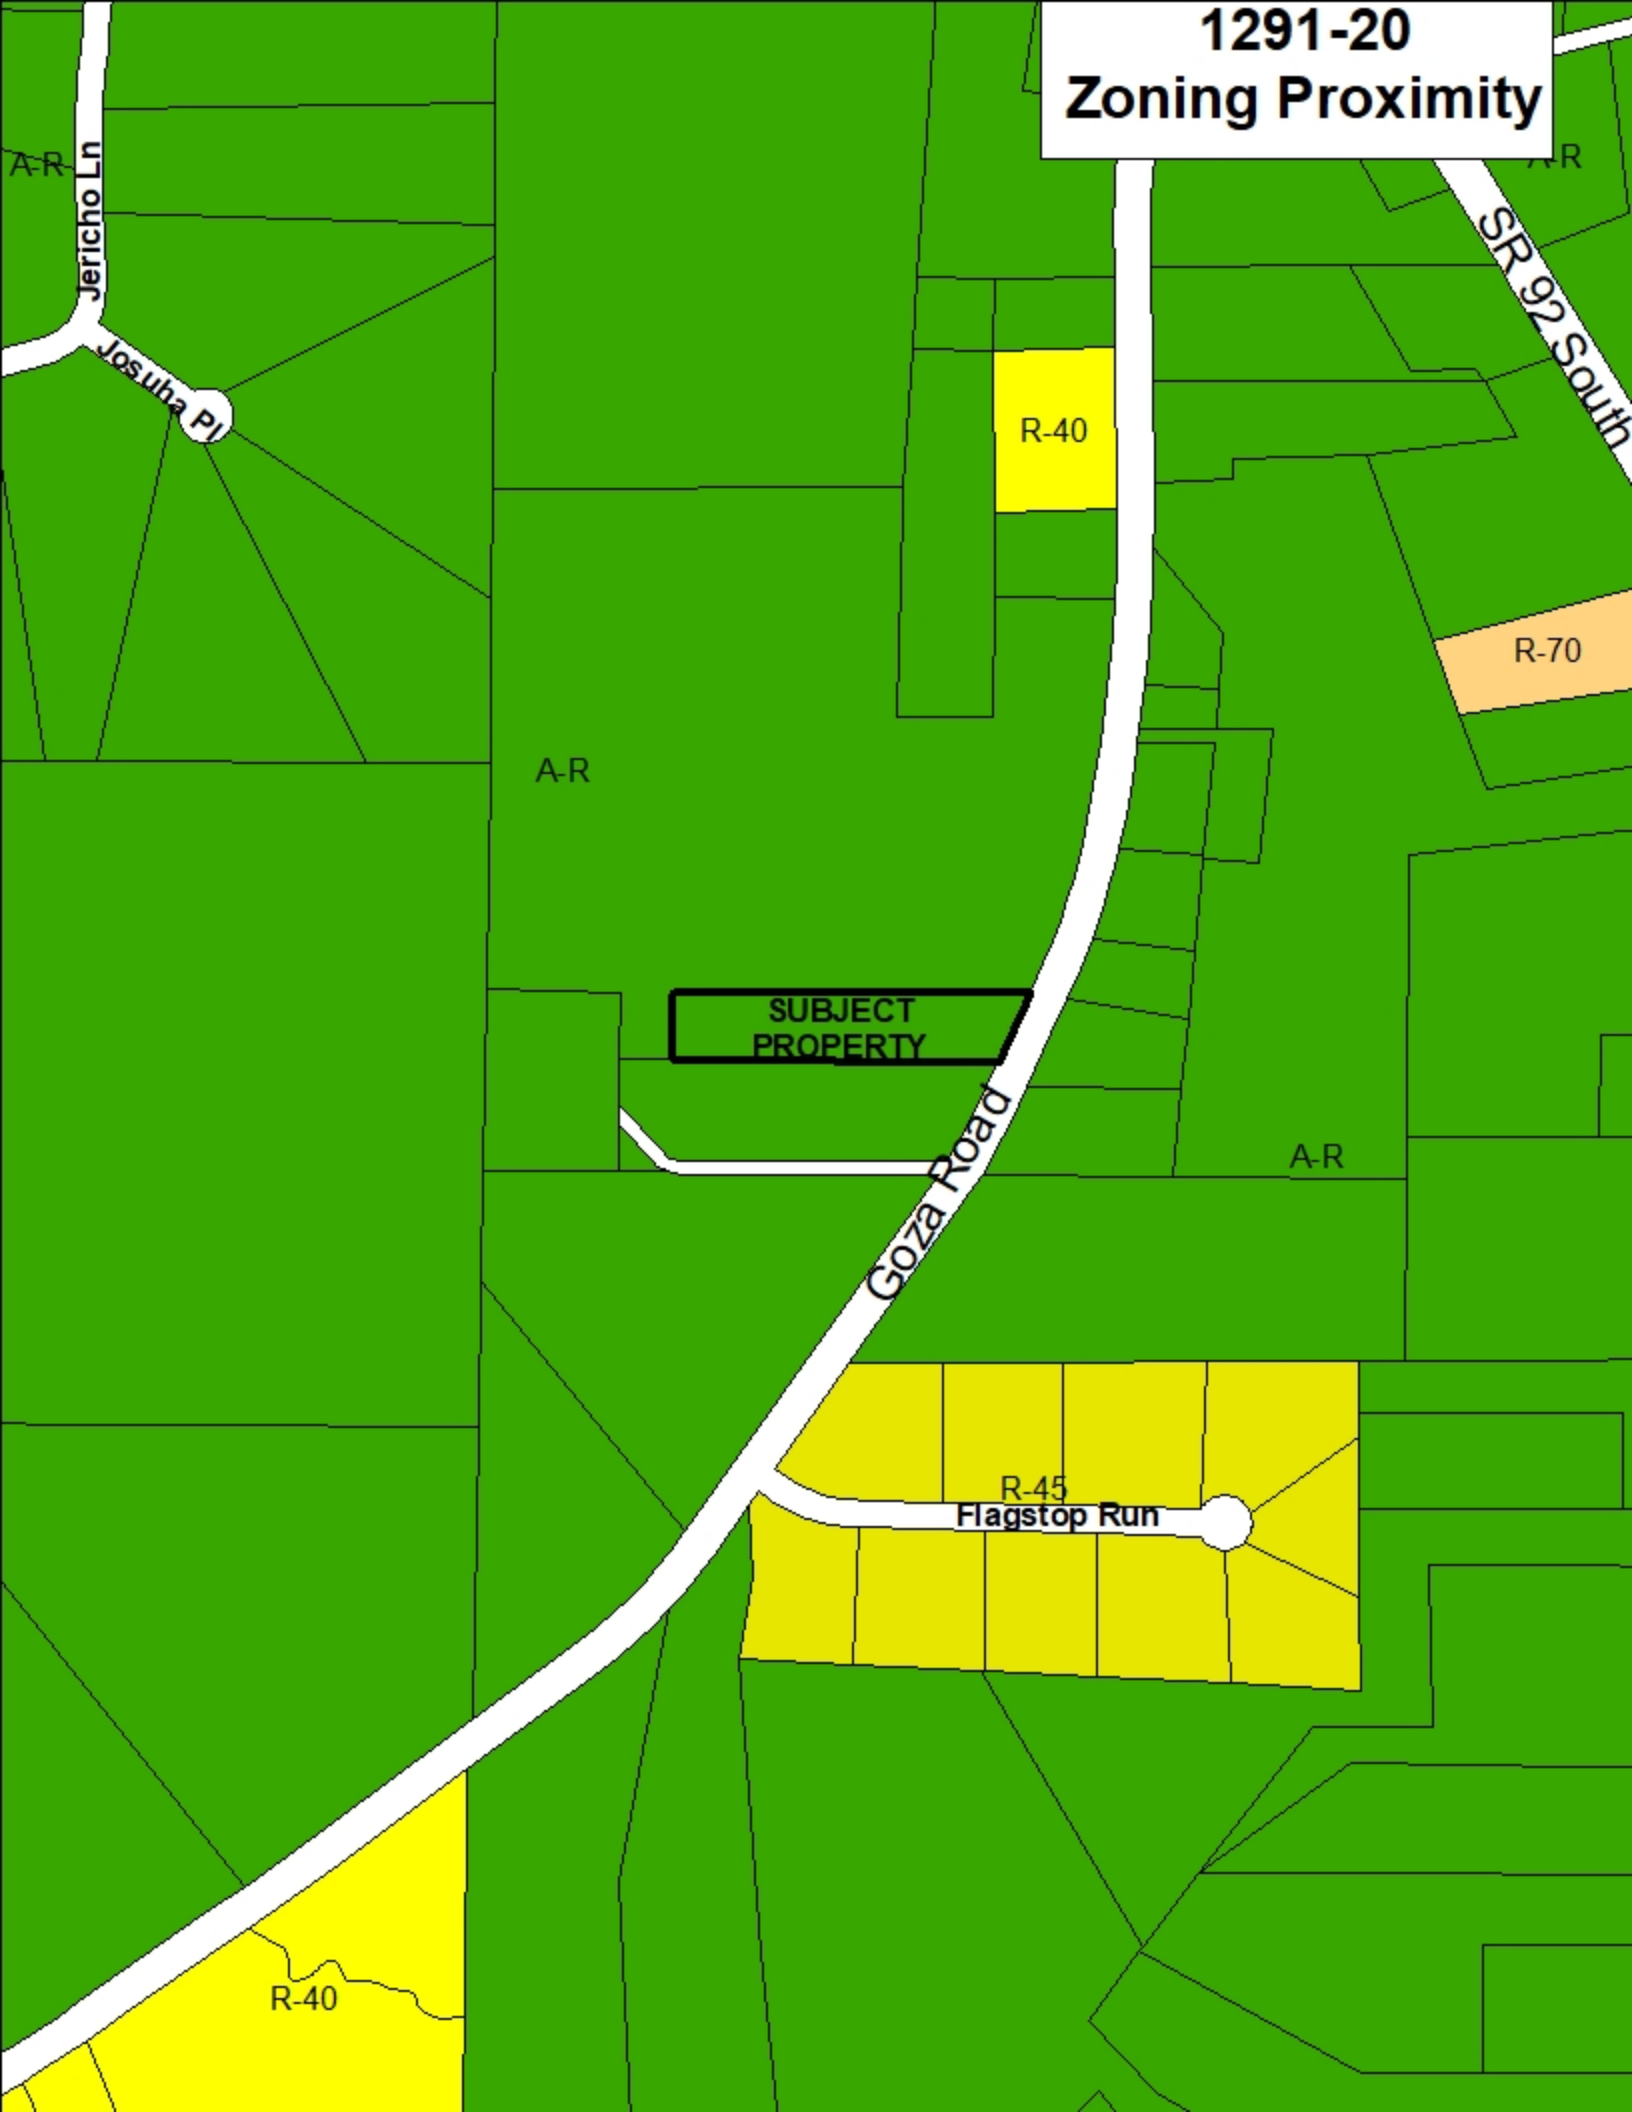 1291-20
Zoning Proximity
A-R
A-R
Jericho Ln
SR 92 South
Josuha Pl
R-40
R-70
A-R
SUBJECT
PROPERTY
Goza Road
A-R
R-45
Flagstop Run
R-40